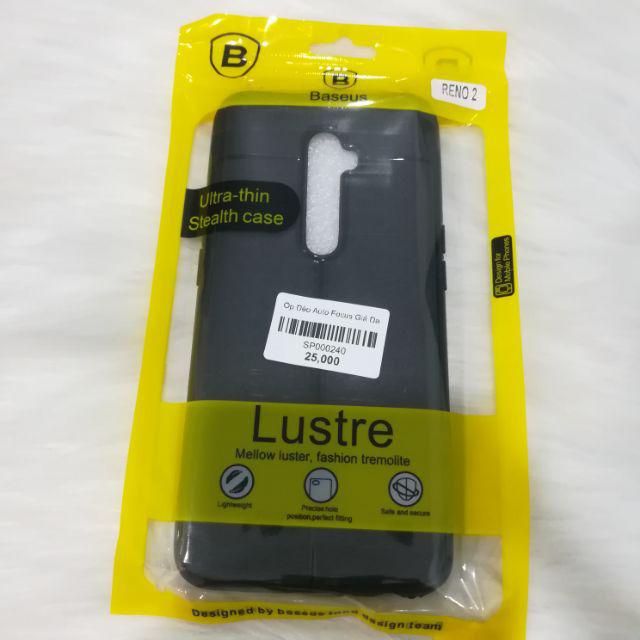 B
B
Baseus
RENO 2
Ultra-thin
Stealth case
Design for
Mobile Phones
Ốp Dẻo Auto Focus Giả Da
SP000240
25,000
Lustre
Mellow luster, fashion tremolite
Lightweight
Precise hole
position,perfect fitting
Safe and secure
Designed by baseus design team